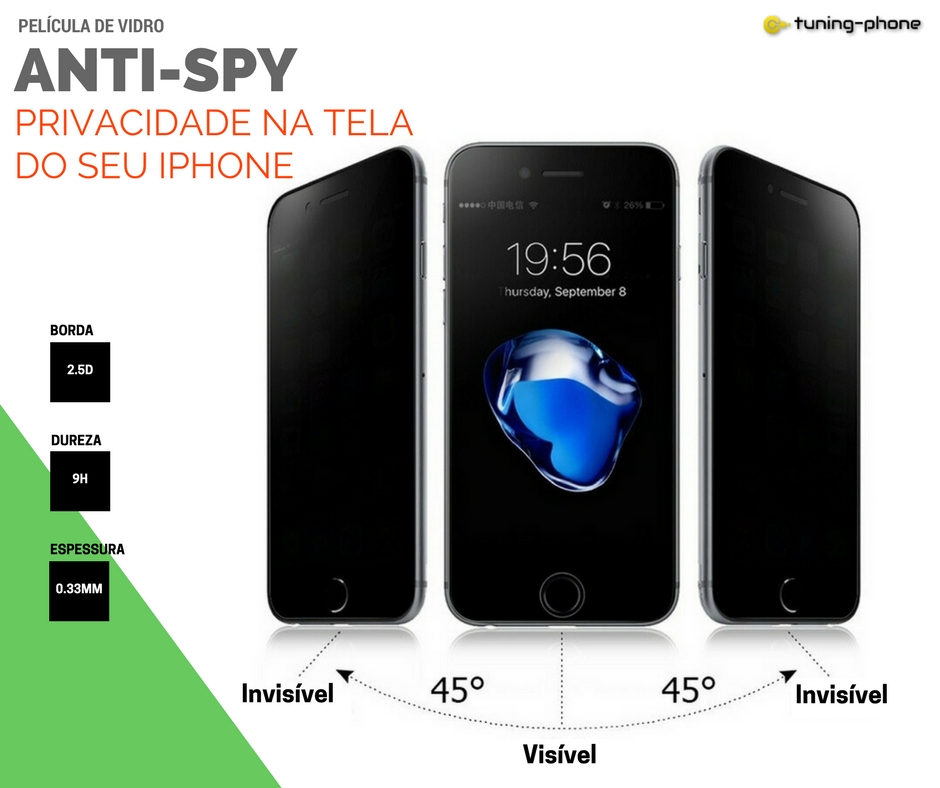 PELÍCULA DE VIDRO
ANTI-SPY
PRIVACIDADE NA TELA
DO SEU IPHONE
tuning-phone
中国电信
26%
19:56
Thursday, September 8
BORDA
2.5D
DUREZA
9H
ESPESSURA
0.33MM
Invisível
45°
45°
Invisível
Visível